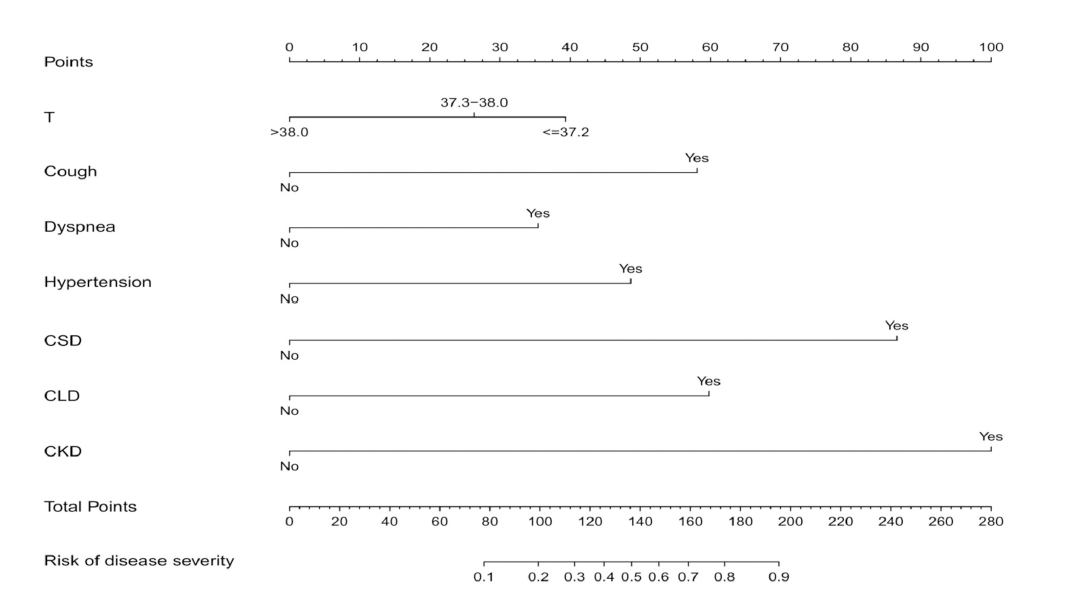 0 10 20 30 40 50 60 70 80 90 100
Points
37.3−38.0
T
>38.0 <=37.2
Yes
Cough
No
Yes
Dyspnea
No
Yes
Hypertension
No
Yes
CSD
No
Yes
CLD
No
Yes
CKD
No
Total Points
0 20 40 60 80 100 120 140 160 180 200 220 240 260 280
Risk of disease severity
0.1 0.2 0.3 0.4 0.5 0.6 0.7 0.8 0.9